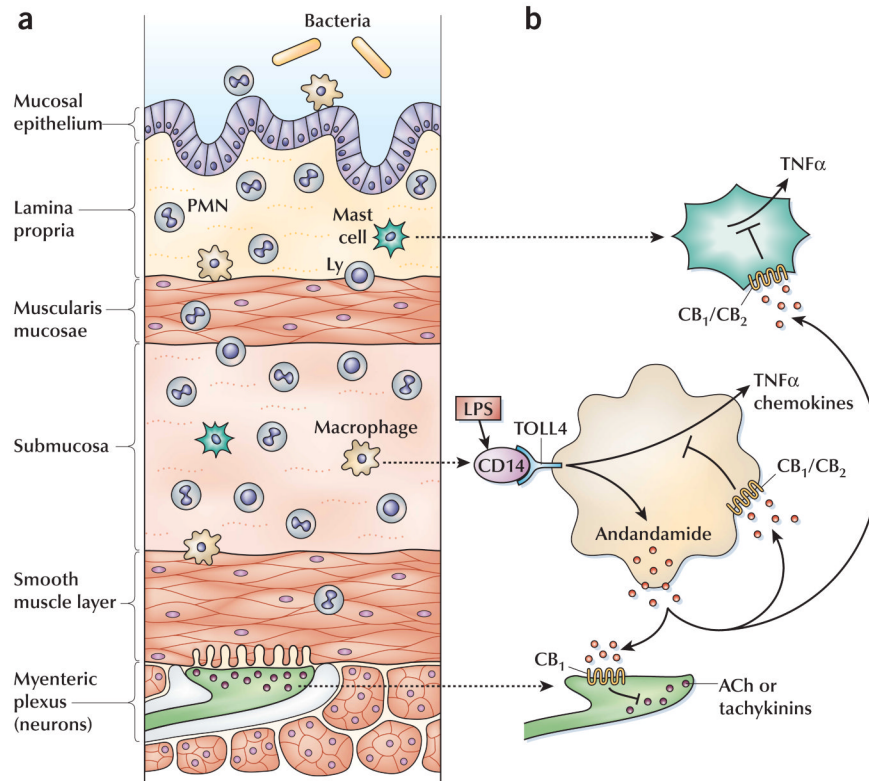 a
Bacteria
Mucosal
epithelium
Lamina
propria
PMN
Mast
cell
Ly
Muscularis
mucosae
Submucosa
Macrophage
Smooth
muscle layer
Myenteric
plexus
(neurons)
b
TNFα
CB₁/CB₂
LPS
TOLL4
CD14
TNFα
chemokines
CB₁/CB₂
Andandamide
CB₁
ACh or
tachykinins